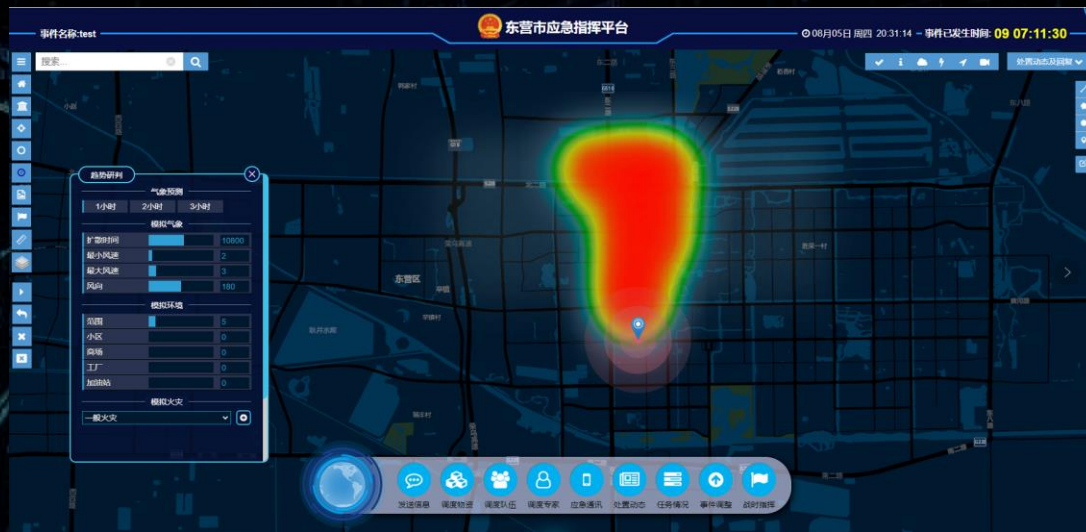 事件名称:test
东营市应急指挥平台
08月05日 周四 20:31:14
事件已发生时间: 09 07:11:30
搜索...
处置动态及回复
趋势研判
气象预测
1小时 2小时 3小时
模拟气象
扩散时间 10800
最小风速 2
最大风速 3
风向 180
模拟环境
范围 5
小区 0
商场 0
工厂 0
加油站 0
模拟火灾
一般火灾
东营区
发送信息 调度物资 调度队伍 调度专家 应急通讯 处置动态 任务情况 事件调整 战时指挥